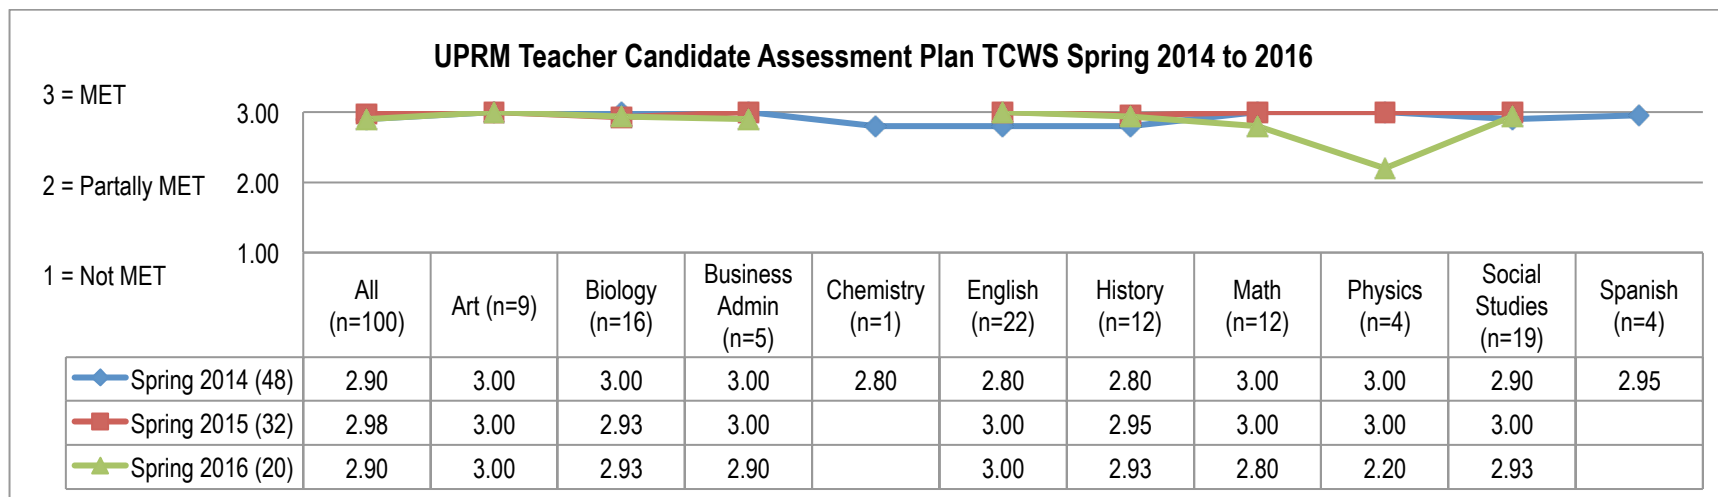 UPRM Teacher Candidate Assessment Plan TCWS Spring 2014 to 2016
3 = MET
2 = Partally MET
1 = Not MET
3.00
2.00
1.00
All
(n=100)
Art (n=9)
Biology
(n=16)
Business
Admin
(n=5)
Chemistry
(n=1)
English
(n=22)
History
(n=12)
Math
(n=12)
Physics
(n=4)
Social
Studies
(n=19)
Spanish
(n=4)
Spring 2014 (48) 2.90 3.00 3.00 3.00 2.80 2.80 2.80 3.00 3.00 2.90 2.95
Spring 2015 (32) 2.98 3.00 2.93 3.00 3.00 2.95 3.00 3.00 3.00
Spring 2016 (20) 2.90 3.00 2.93 2.90 3.00 2.93 2.80 2.20 2.93